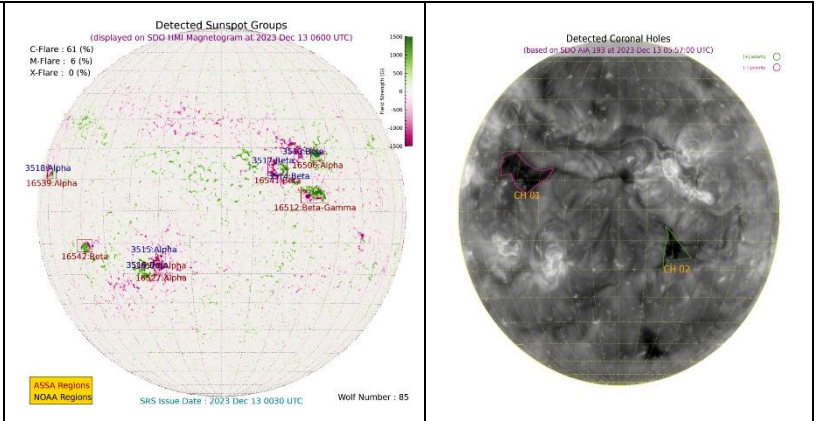 Detected Sunspot Groups
(displayed on SDO HMI Magnetogram at 2023 Dec 13 0600 UTC)
C-Flare : 61 (%)
M-Flare : 6 (%)
X-Flare : 0 (%)
1500
1000
500
0
-500
-1000
-1500
Field Strength (G)
3517:Beta
16506:Alpha
3518:Alpha
16539:Alpha
16541:Beta
16512:Beta-Gamma
3515:Alpha
16542:Beta
16527:Alpha
ASSA Regions
NOAA Regions
SRS Issue Date : 2023 Dec 13 0030 UTC
Wolf Number : 85
Detected Coronal Holes
(based on SDO AIA 193 at 2023 Dec 13 05:57:00 UTC)
(+)polarity
(-)polarity
CH 01
CH 02